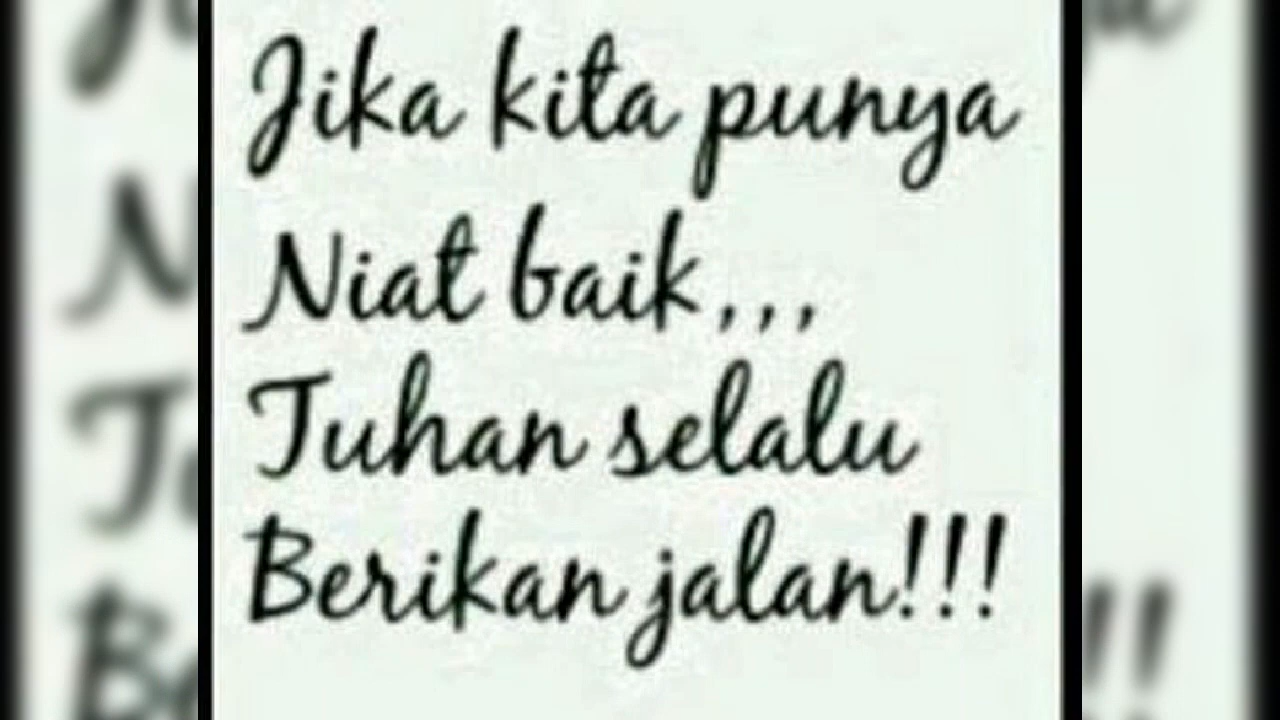 Jika kita punya
Niat baik,,,
Tuhan selalu
Berikan jalan!!!